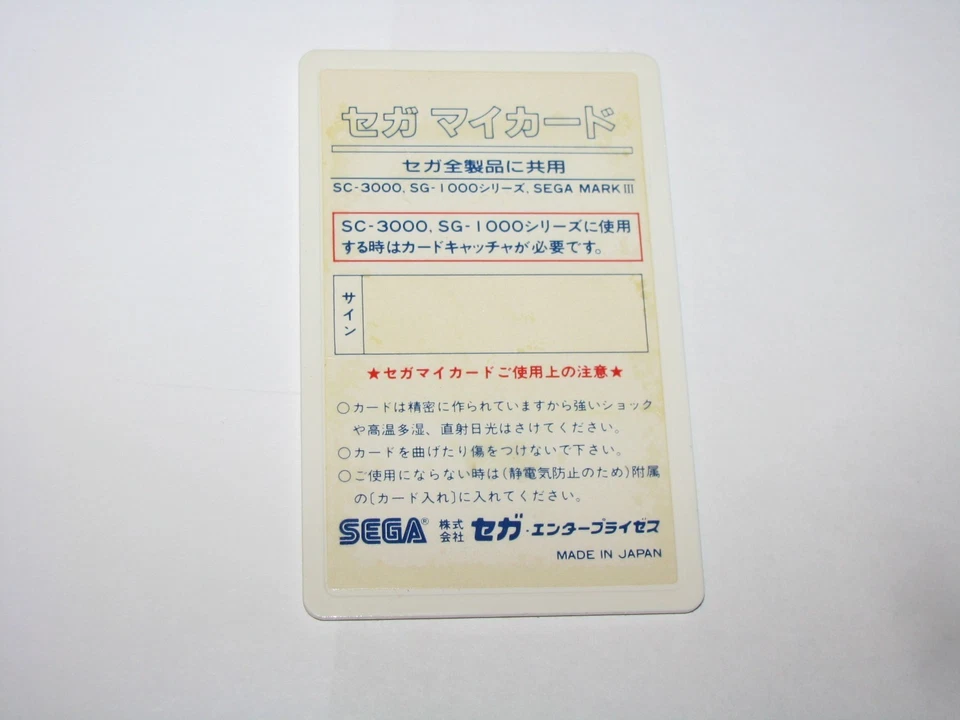 セガ マイカード
セガ全製品に共用
SC-3000, SG-1000シリーズ, SEGA MARK III
SC-3000, SG-1000シリーズに使用
する時はカードキャッチャが必要です。
サイン
★セガマイカードご使用上の注意★
○カードは精密に作られていますから強いショック
や高温多湿、直射日光はさけてください。
○カードを曲げたり傷をつけないで下さい。
○ご使用にならない時は(静電気防止のため)附属
の〔カード入れ〕に入れてください。
SEGA® 株式会社 セガ・エンタープライゼス
MADE IN JAPAN